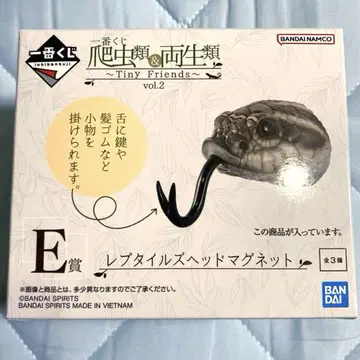 一番くじ
ichibankuji
一番くじ
爬虫類&両生類
～Tiny Friends～
vol.2
BANDAI NAMCO
舌に鍵や
髪ゴムなど
小物を
掛けられます。
この商品が入っています。
E賞
レプタイルズヘッドマグネット
全3種
※画像と商品とは、多少異なりますのでご了承ください。
©BANDAI SPIRITS
BANDAI SPIRITS MADE IN VIETNAM
BAN
DAI